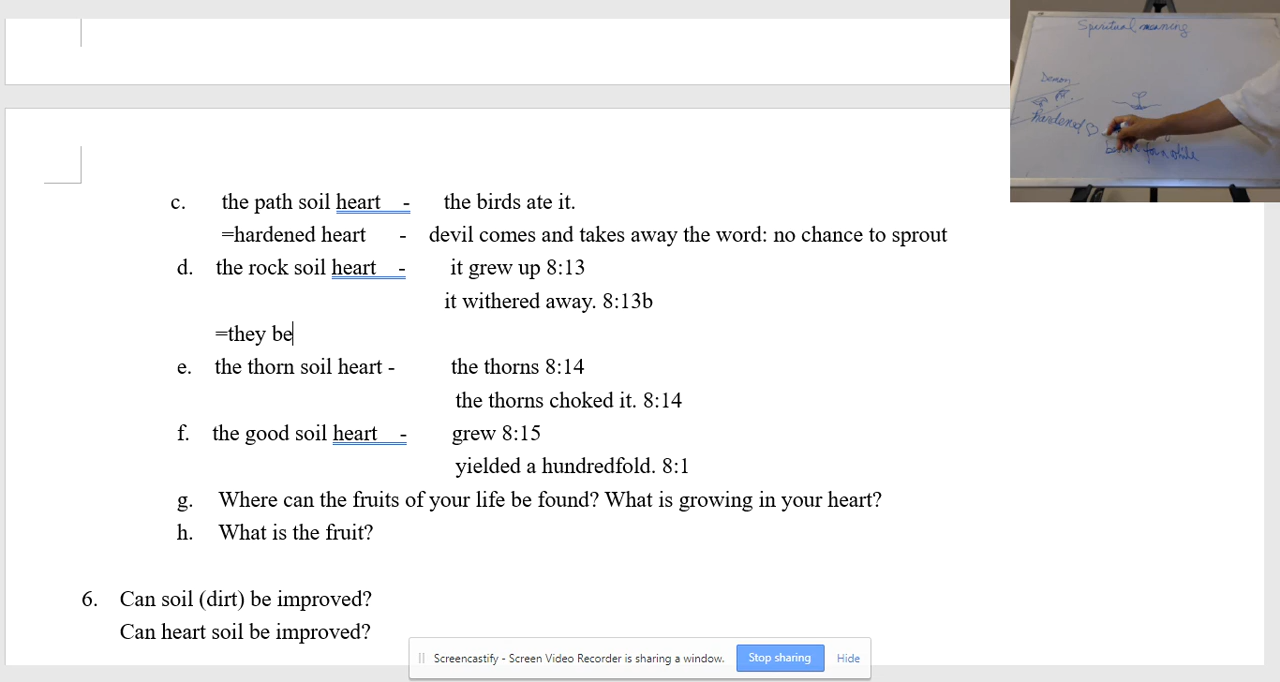 Spiritual meaning
Demon
hardened
believe for a while
c. the path soil heart - the birds ate it.
=hardened heart - devil comes and takes away the word: no chance to sprout
d. the rock soil heart - it grew up 8:13
it withered away. 8:13b
=they be
e. the thorn soil heart - the thorns 8:14
the thorns choked it. 8:14
f. the good soil heart - grew 8:15
yielded a hundredfold. 8:1
g. Where can the fruits of your life be found? What is growing in your heart?
h. What is the fruit?
6. Can soil (dirt) be improved?
Can heart soil be improved?
Screencastify - Screen Video Recorder is sharing a window. Stop sharing Hide